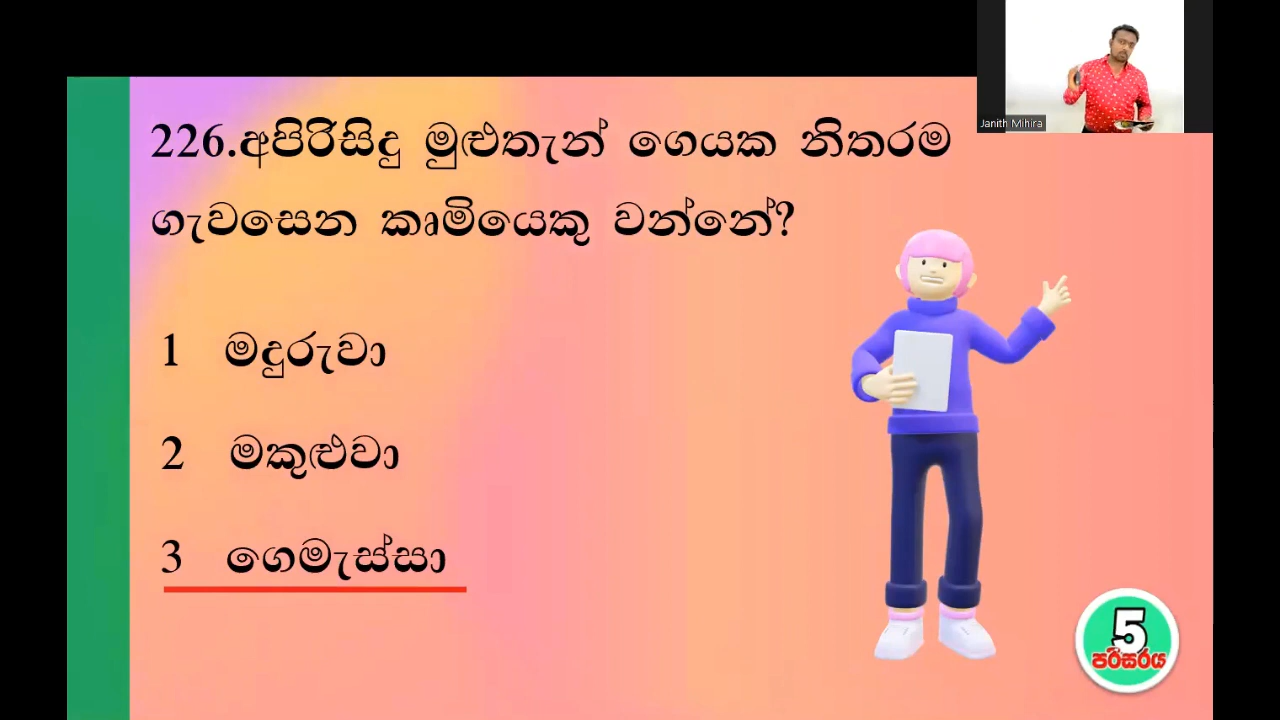 Janith Mihira
226.අපිරිසිදු මුළුතැන් ගෙයක නිතරම
ගැවසෙන කෘමියෙකු වන්නේ?
1 මදුරුවා
2 මකුළුවා
3 ගෙමැස්සා
5
පරිසරය